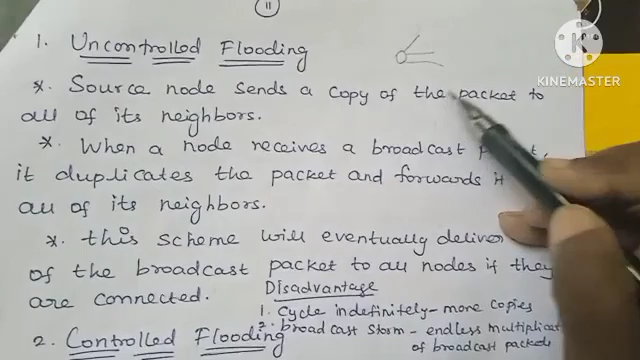 11
1. Uncontrolled Flooding
KINEMASTER
*. Source node sends a copy of the packet to
all of its neighbors.
*. When a node receives a broadcast
it duplicates the packet and forwards it
all of its neighbors.
*. this scheme will eventually deliver
of the broadcast packet to all nodes if they
are connected.
Disadvantage
1. Cycle indefinitely - more copies
2. broadcast storm - endless
of broadcast packets
2. Controlled Flooding